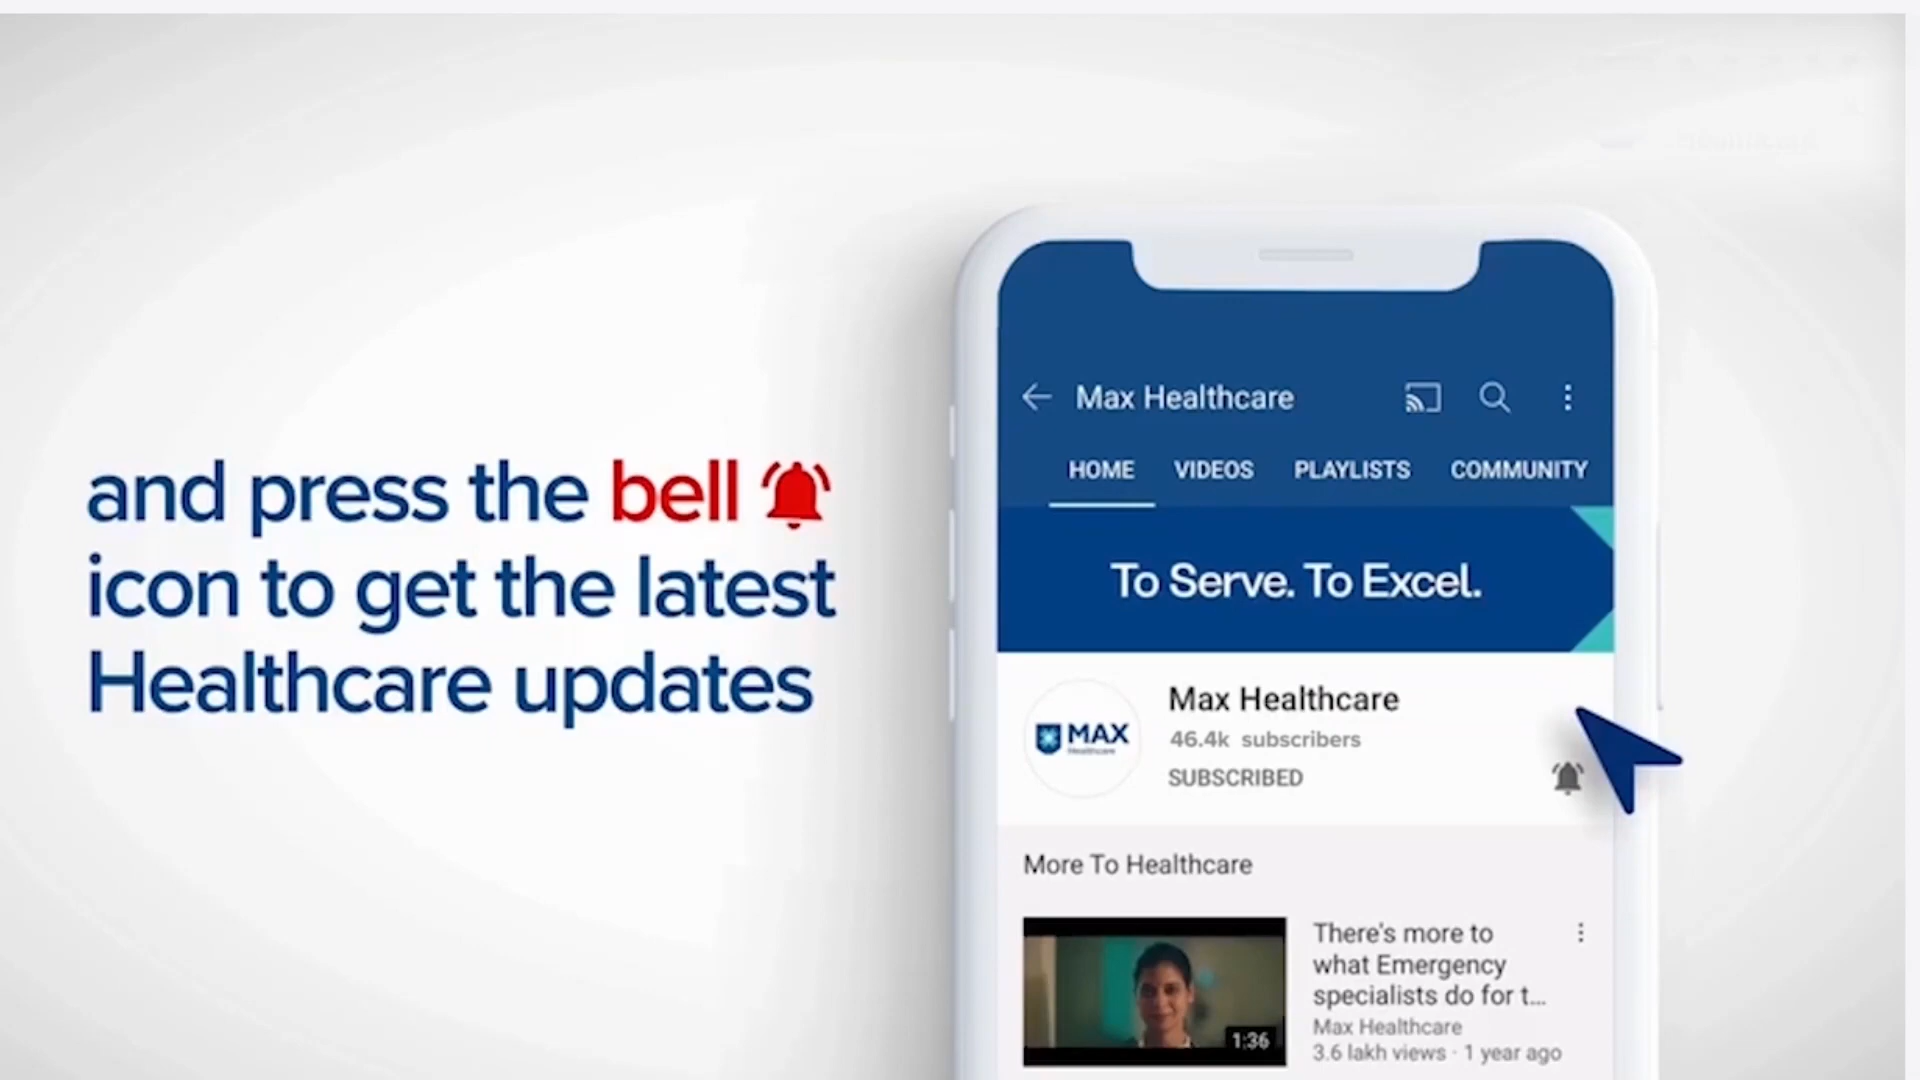 and press the bell
icon to get the latest
Healthcare updates
Max Healthcare
HOME VIDEOS PLAYLISTS COMMUNITY
To Serve. To Excel.
MAX
Healthcare
Max Healthcare
46.4k subscribers
SUBSCRIBED
More To Healthcare
1:36
There's more to
what Emergency
specialists do for t...
Max Healthcare
3.6 lakh views · 1 year ago